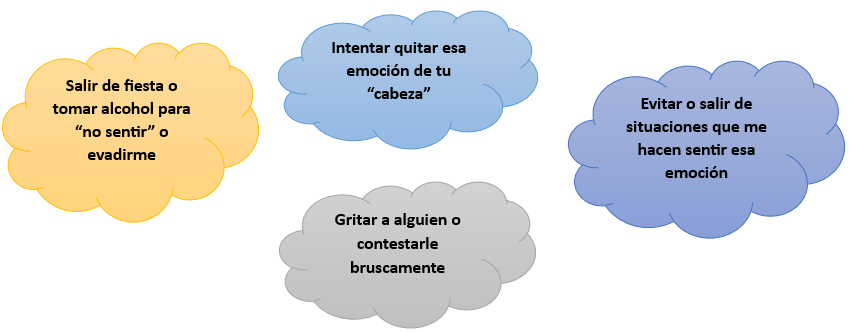 Salir de fiesta o
tomar alcohol para
“no sentir” o
evadirme
Intentar quitar esa
emoción de tu
“cabeza”
Evitar o salir de
situaciones que me
hacen sentir esa
emoción
Gritar a alguien o
contestarle
bruscamente